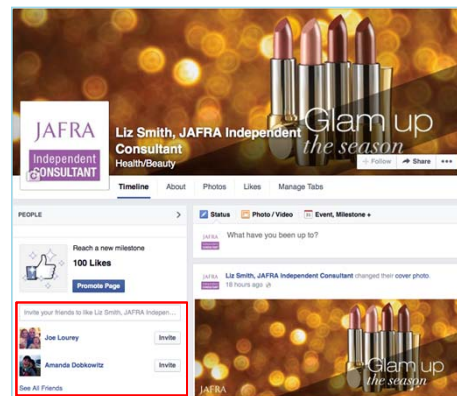 Glam up
the season
JAFRA
Independent
CONSULTANT
Liz Smith, JAFRA Independent
Consultant
Health/Beauty
+ Follow
Share
•••
Timeline
About
Photos
Likes
Manage Tabs
PEOPLE
>
Reach a new milestone
100 Likes
Promote Page
Invite your friends to like Liz Smith, JAFRA Indepen...
Joe Lourey
Invite
Amanda Dobkowitz
Invite
See All Friends
Status
Photo / Video
Event, Milestone +
JAFRA
What have you been up to?
JAFRA
Liz Smith, JAFRA Independent Consultant changed their cover photo.
18 hours ago
Glam up
the season
JAFRA